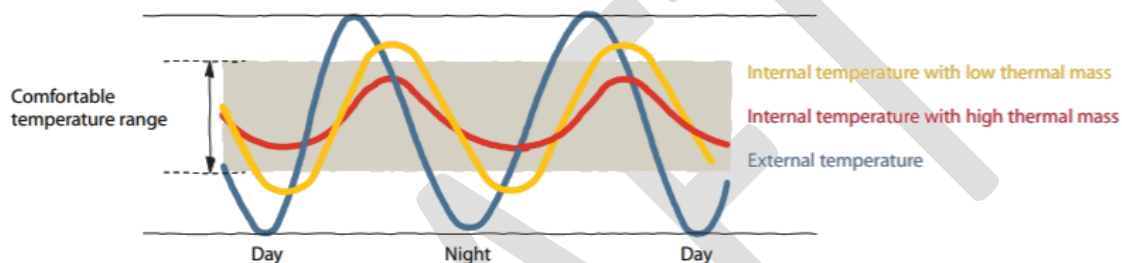 Comfortable
temperature range
Internal temperature with low thermal mass
Internal temperature with high thermal mass
External temperature
Day
Night
Day